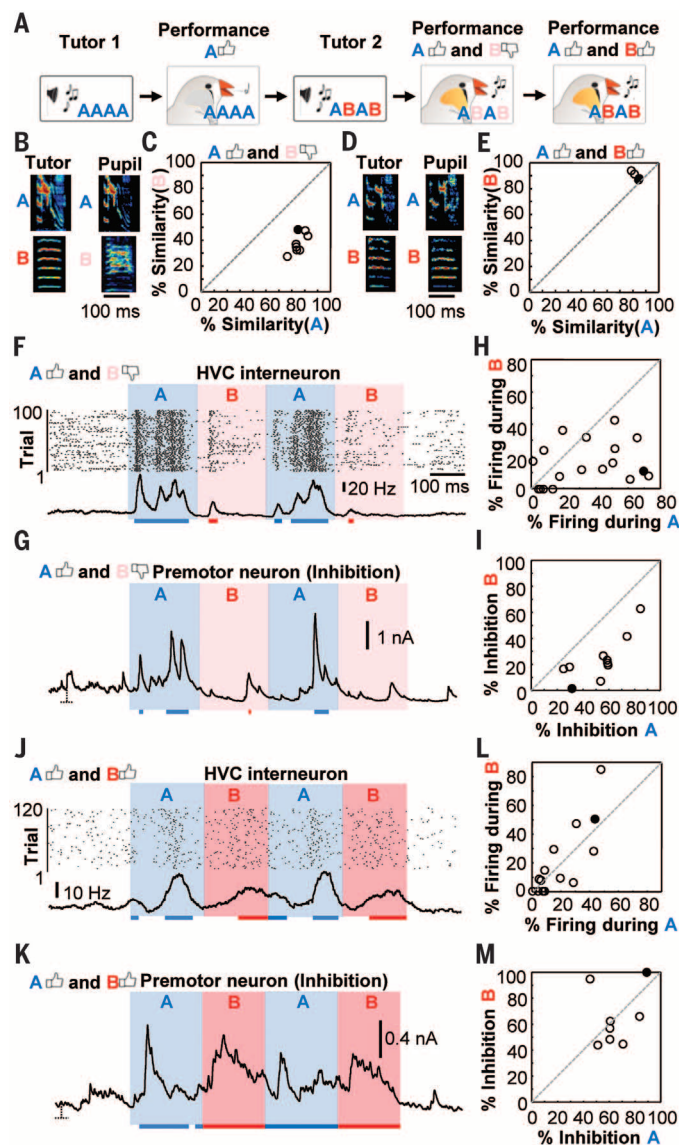 A
Tutor 1
Performance
A
Tutor 2
Performance
A and B
Performance
A and B
AAAA
AAAA
ABAB
ABAB
ABAB
B
Tutor
Pupil
A
A
B
B
100 ms
C
A and B
% Similarity(B)
100
80
60
40
20
0
0 20 40 60 80 100
% Similarity(A)
D
Tutor
Pupil
A
A
B
B
100 ms
E
A and B
% Similarity(B)
100
80
60
40
20
0
0 20 40 60 80 100
% Similarity(A)
F
A and B
HVC interneuron
A
B
A
B
100
Trial
1
20 Hz
100 ms
H
% Firing during B
80
60
40
20
0
0 20 40 60 80
% Firing during A
G
A and B
Premotor neuron (Inhibition)
A
B
A
B
1 nA
I
% Inhibition B
100
80
60
40
20
0
0 20 40 60 80 100
% Inhibition A
J
A and B
HVC interneuron
A
B
A
B
120
Trial
1
10 Hz
L
% Firing during B
100
80
60
40
20
0
0 20 40 60 80 100
% Firing during A
K
A and B
Premotor neuron (Inhibition)
A
B
A
B
0.4 nA
M
% Inhibition B
100
80
60
40
20
0
0 20 40 60 80 100
% Inhibition A